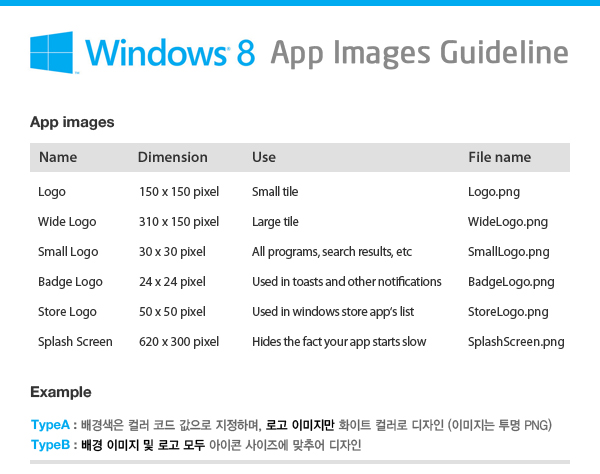 Windows 8 App Images Guideline
App images
Name Dimension Use File name
Logo 150 x 150 pixel Small tile Logo.png
Wide Logo 310 x 150 pixel Large tile WideLogo.png
Small Logo 30 x 30 pixel All programs, search results, etc SmallLogo.png
Badge Logo 24 x 24 pixel Used in toasts and other notifications BadgeLogo.png
Store Logo 50 x 50 pixel Used in windows store app's list StoreLogo.png
Splash Screen 620 x 300 pixel Hides the fact your app starts slow SplashScreen.png
Example
TypeA : 배경색은 컬러 코드 값으로 지정하며, 로고 이미지만 화이트 컬러로 디자인 (이미지는 투명 PNG)
TypeB : 배경 이미지 및 로고 모두 아이콘 사이즈에 맞추어 디자인